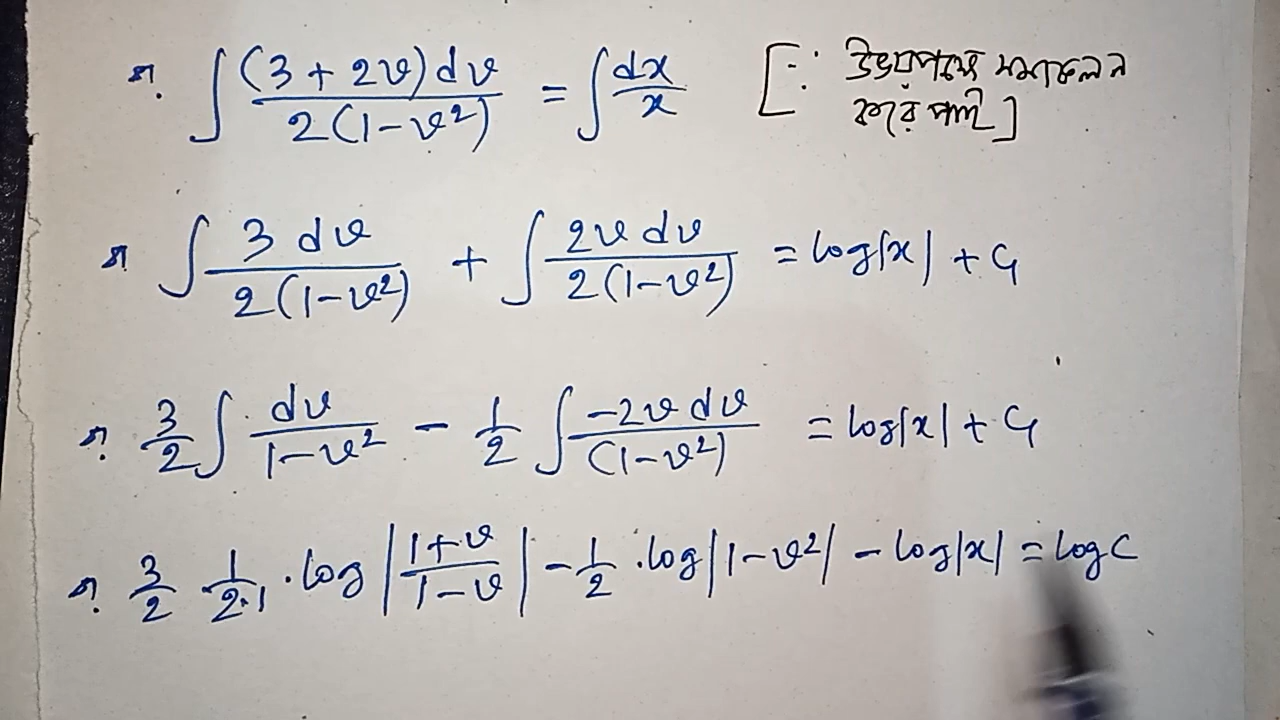 বা, ∫ (3 + 2v) dv / 2(1 - v²) = ∫ dx / x [∵ উভয়পক্ষে সমাকলন
করে পাই]
বা ∫ 3 dv / 2(1 - v²) + ∫ 2v dv / 2(1 - v²) = log|x| + C₁
বা, 3/2 ∫ dv / 1 - v² - 1/2 ∫ -2v dv / (1 - v²) = log|x| + C₁
বা, 3/2 · 1/2.1 · log |1 + v / 1 - v| - 1/2 · log|1 - v²| - log|x| = log C